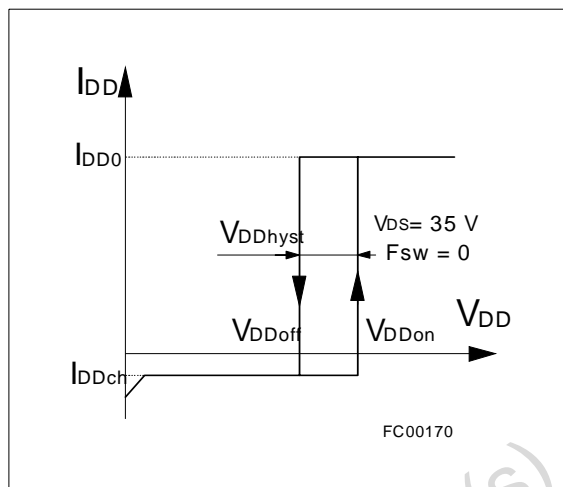 IDD
IDD0
VDS= 35 V
VDDhyst
Fsw = 0
VDD
VDDoff
VDDon
IDDch
FC00170
(s)